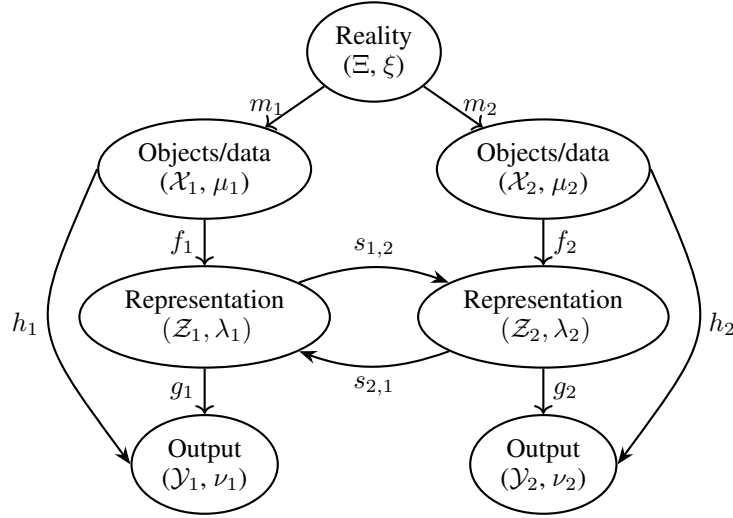 Reality
(Ξ, ξ)
m₁
m₂
Objects/data
(𝒳₁, μ₁)
Objects/data
(𝒳₂, μ₂)
f₁
s₁,₂
f₂
Representation
(𝒵₁, λ₁)
Representation
(𝒵₂, λ₂)
h₁
h₂
s₂,₁
g₁
g₂
Output
(𝒴₁, ν₁)
Output
(𝒴₂, ν₂)